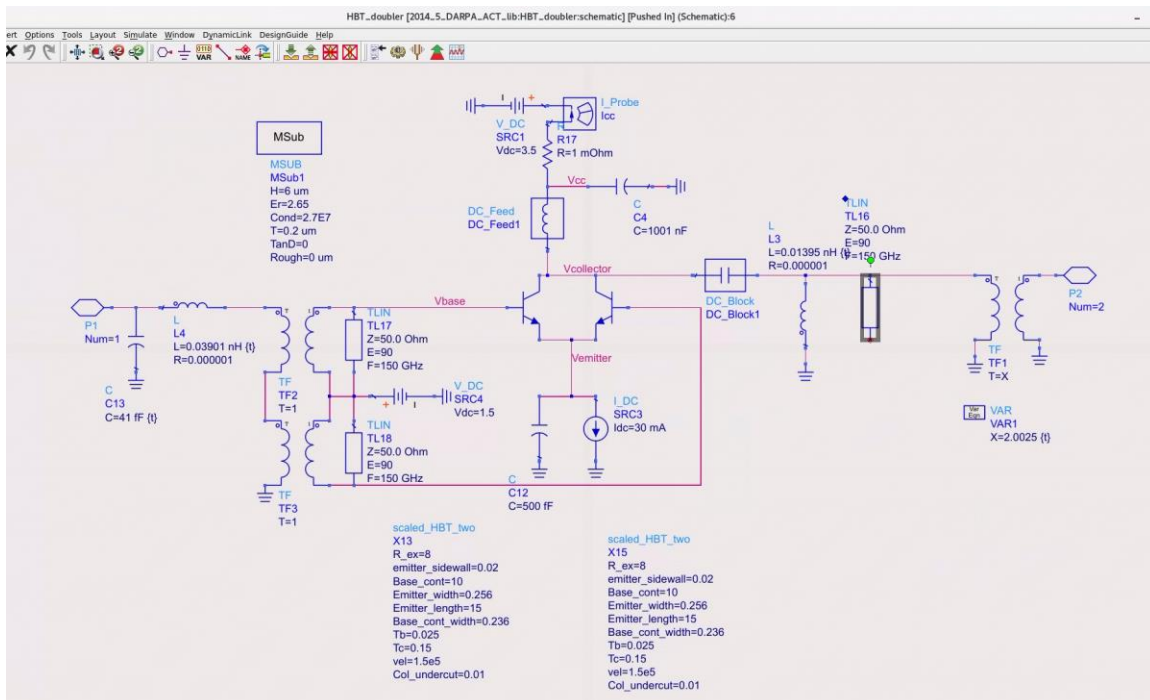 HBT_doubler [2014_5_DARPA_ACT_lib:HBT_doubler:schematic] [Pushed In] (Schematic):6
ert Options Tools Layout Simulate Window DynamicLink DesignGuide Help
VAR
NAME
I_Probe
Icc
V_DC
SRC1
Vdc=3.5
R
R17
R=1 mOhm
MSub
MSUB
MSub1
H=6 um
Er=2.65
Cond=2.7E7
T=0.2 um
TanD=0
Rough=0 um
Vcc
C
C4
C=1001 nF
DC_Feed
DC_Feed1
TLIN
TL16
Z=50.0 Ohm
E=90
F=150 GHz
L
L3
L=0.01395 nH {t}
R=0.000001
Vcollector
DC_Block
DC_Block1
P2
Num=2
Vbase
P1
Num=1
L
L4
L=0.03901 nH {t}
R=0.000001
TLIN
TL17
Z=50.0 Ohm
E=90
F=150 GHz
Vemitter
TF
TF1
T=X
C
C13
C=41 fF {t}
TF
TF2
T=1
V_DC
SRC4
Vdc=1.5
I_DC
SRC3
Idc=30 mA
Var
Eqn
VAR
VAR1
X=2.0025 {t}
TLIN
TL18
Z=50.0 Ohm
E=90
F=150 GHz
TF
TF3
T=1
C
C12
C=500 fF
scaled_HBT_two
X13
R_ex=8
emitter_sidewall=0.02
Base_cont=10
Emitter_width=0.256
Emitter_length=15
Base_cont_width=0.236
Tb=0.025
Tc=0.15
vel=1.5e5
Col_undercut=0.01
scaled_HBT_two
X15
R_ex=8
emitter_sidewall=0.02
Base_cont=10
Emitter_width=0.256
Emitter_length=15
Base_cont_width=0.236
Tb=0.025
Tc=0.15
vel=1.5e5
Col_undercut=0.01